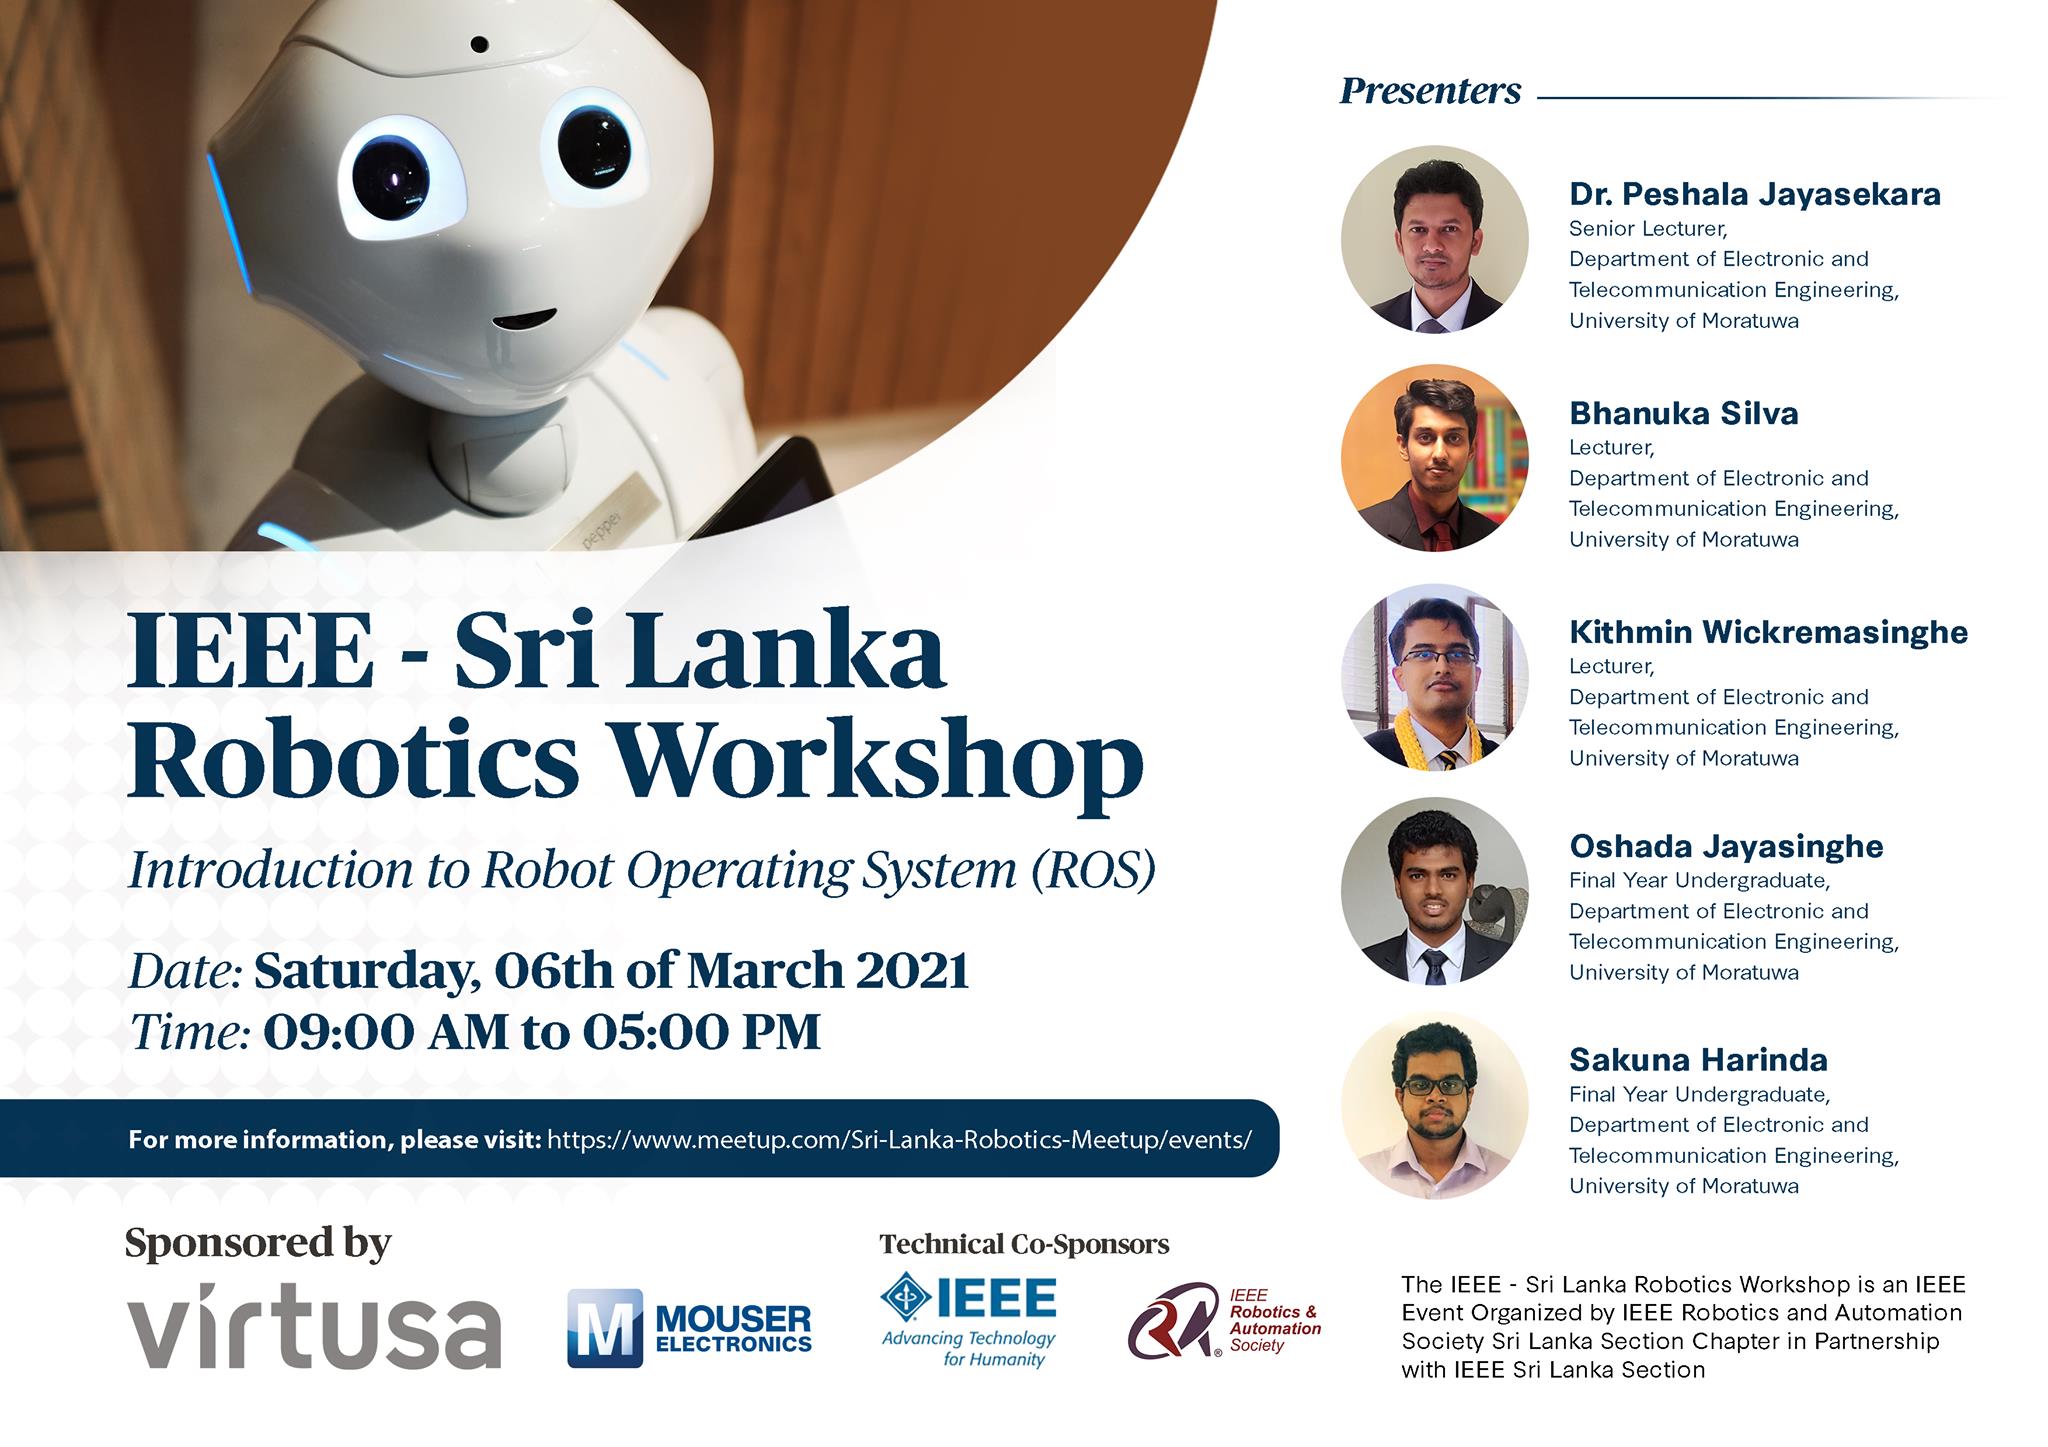 pepper
IEEE - Sri Lanka
Robotics Workshop
Introduction to Robot Operating System (ROS)
Date: Saturday, 06th of March 2021
Time: 09:00 AM to 05:00 PM
For more information, please visit: https://www.meetup.com/Sri-Lanka-Robotics-Meetup/events/
Presenters
Dr. Peshala Jayasekara
Senior Lecturer,
Department of Electronic and
Telecommunication Engineering,
University of Moratuwa
Bhanuka Silva
Lecturer,
Department of Electronic and
Telecommunication Engineering,
University of Moratuwa
Kithmin Wickremasinghe
Lecturer,
Department of Electronic and
Telecommunication Engineering,
University of Moratuwa
Oshada Jayasinghe
Final Year Undergraduate,
Department of Electronic and
Telecommunication Engineering,
University of Moratuwa
Sakuna Harinda
Final Year Undergraduate,
Department of Electronic and
Telecommunication Engineering,
University of Moratuwa
Sponsored by
virtusa
M MOUSER
ELECTRONICS
Technical Co-Sponsors
IEEE
Advancing Technology
for Humanity
RA®
IEEE
Robotics &
Automation
Society
The IEEE - Sri Lanka Robotics Workshop is an IEEE
Event Organized by IEEE Robotics and Automation
Society Sri Lanka Section Chapter in Partnership
with IEEE Sri Lanka Section